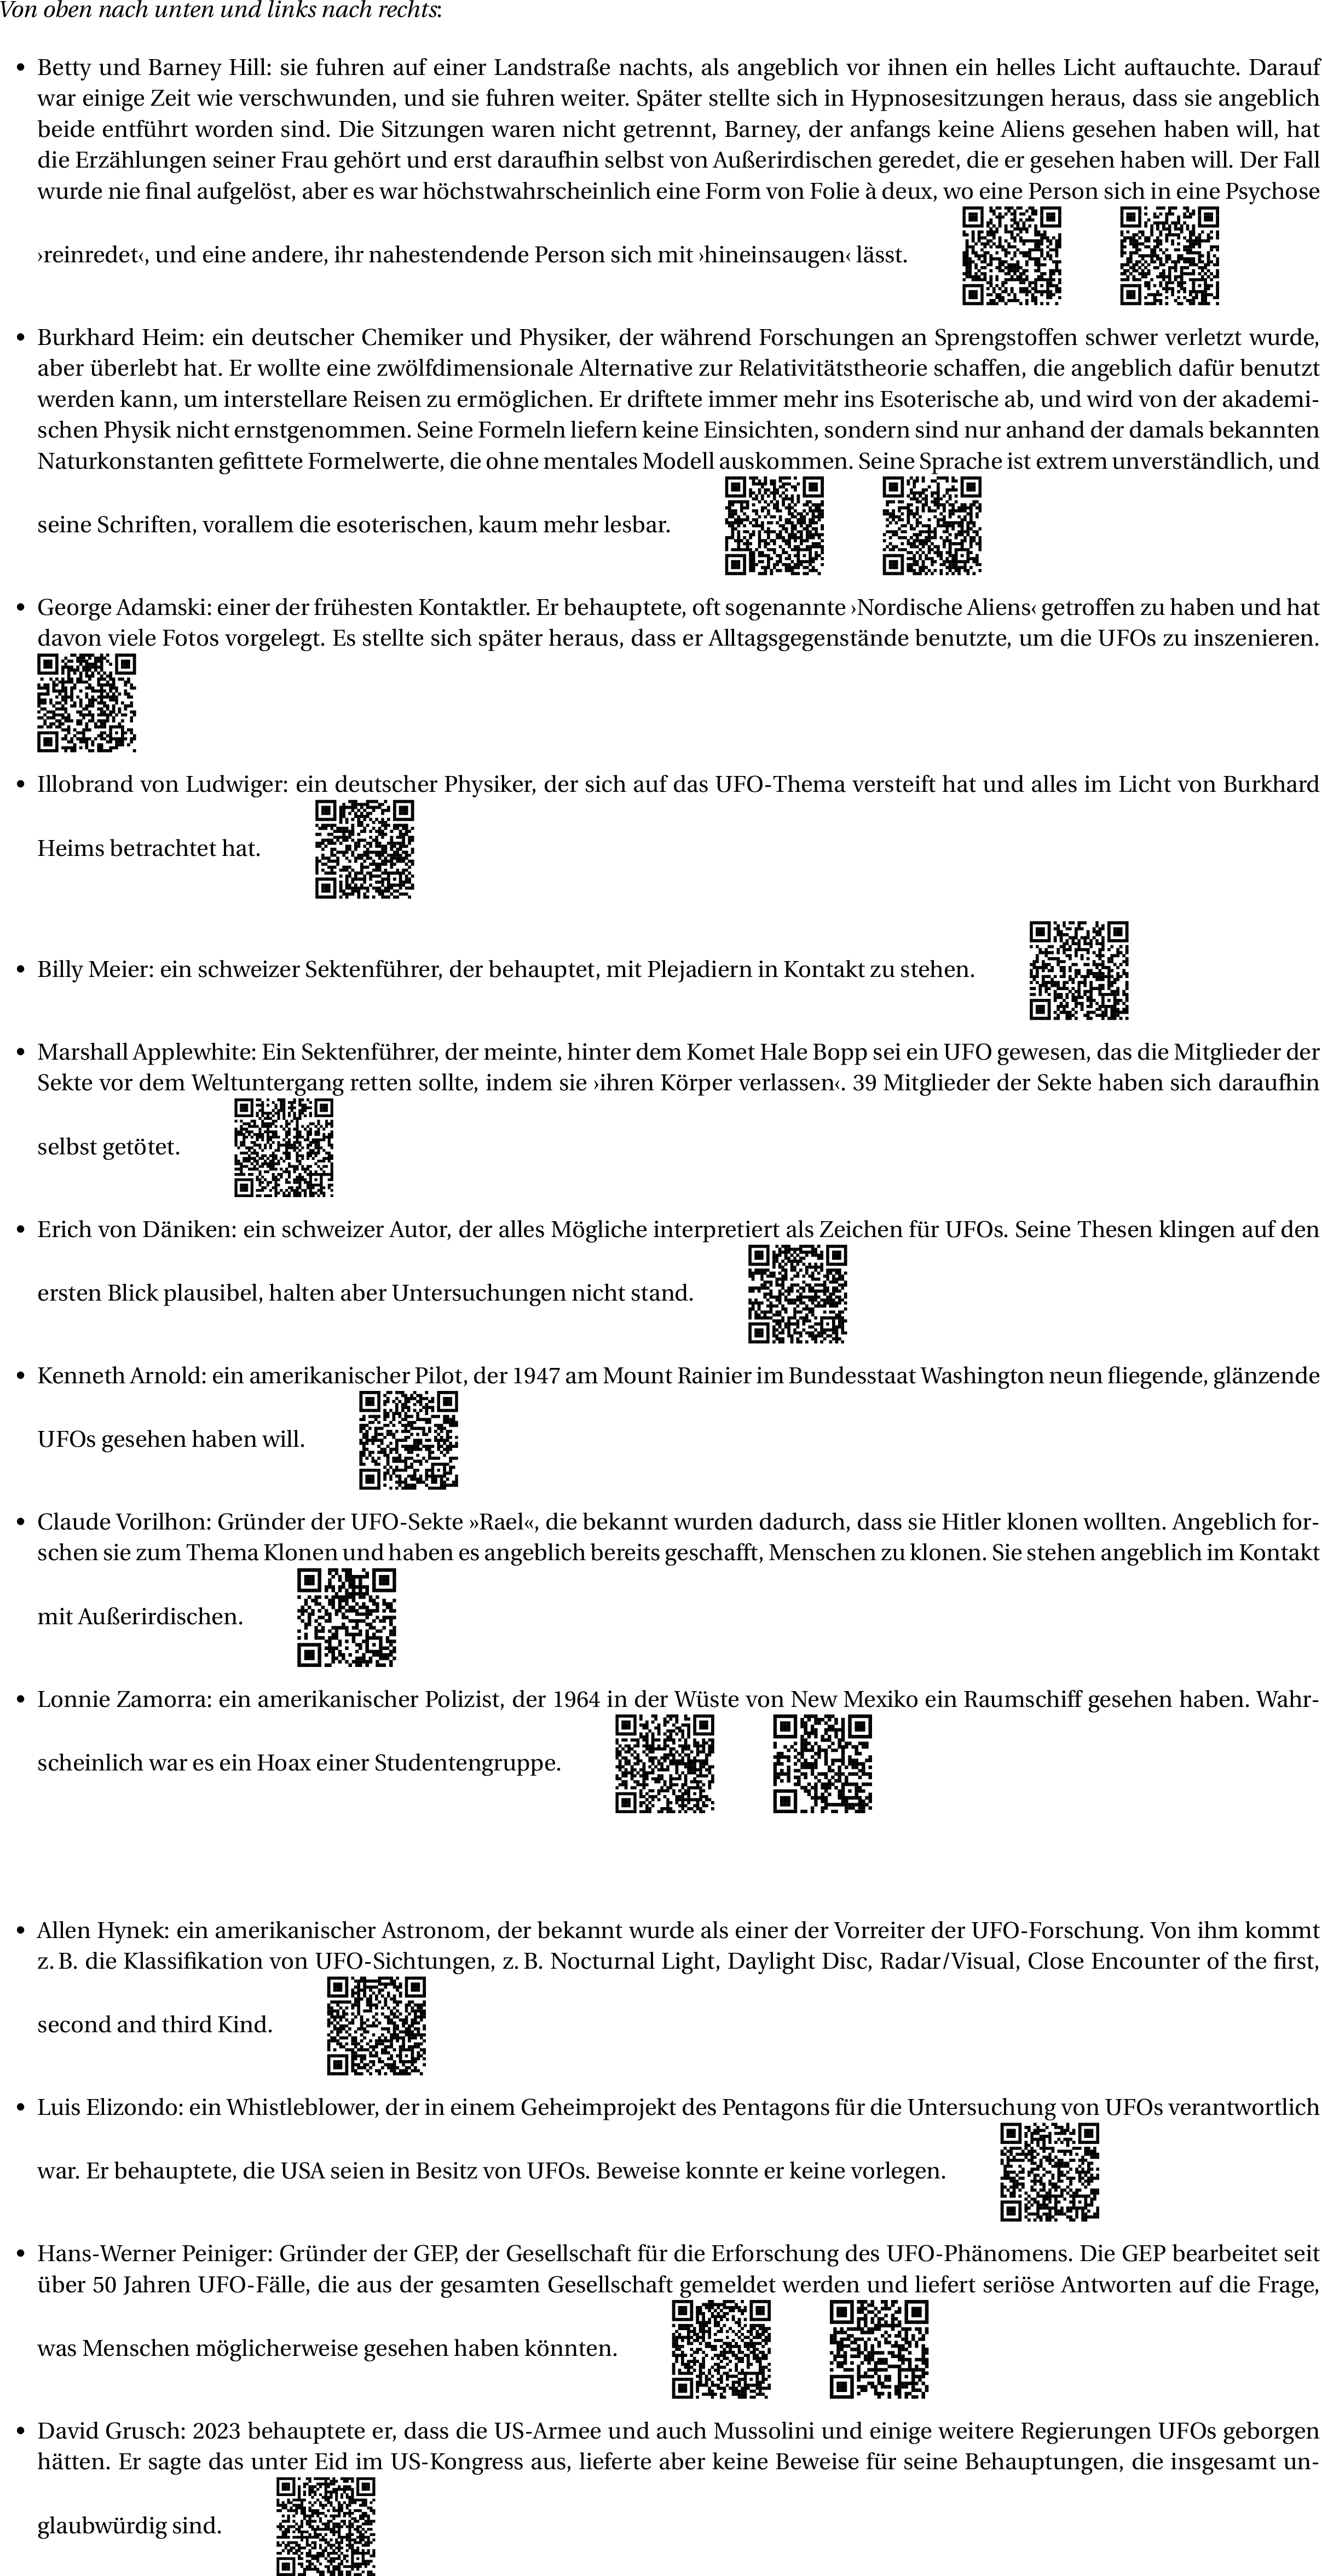 Von oben nach unten und links nach rechts:
• Betty und Barney Hill: sie fuhren auf einer Landstraße nachts, als angeblich vor ihnen ein helles Licht auftauchte. Darauf
war einige Zeit wie verschwunden, und sie fuhren weiter. Später stellte sich in Hypnosesitzungen heraus, dass sie angeblich
beide entführt worden sind. Die Sitzungen waren nicht getrennt, Barney, der anfangs keine Aliens gesehen haben will, hat
die Erzählungen seiner Frau gehört und erst daraufhin selbst von Außerirdischen geredet, die er gesehen haben will. Der Fall
wurde nie final aufgelöst, aber es war höchstwahrscheinlich eine Form von Folie à deux, wo eine Person sich in eine Psychose
›reinredet‹, und eine andere, ihr nahestendende Person sich mit ›hineinsaugen‹ lässt.
• Burkhard Heim: ein deutscher Chemiker und Physiker, der während Forschungen an Sprengstoffen schwer verletzt wurde,
aber überlebt hat. Er wollte eine zwölfdimensionale Alternative zur Relativitätstheorie schaffen, die angeblich dafür benutzt
werden kann, um interstellare Reisen zu ermöglichen. Er driftete immer mehr ins Esoterische ab, und wird von der akademi-
schen Physik nicht ernstgenommen. Seine Formeln liefern keine Einsichten, sondern sind nur anhand der damals bekannten
Naturkonstanten gefittete Formelwerte, die ohne mentales Modell auskommen. Seine Sprache ist extrem unverständlich, und
seine Schriften, vorallem die esoterischen, kaum mehr lesbar.
• George Adamski: einer der frühesten Kontaktler. Er behauptete, oft sogenannte ›Nordische Aliens‹ getroffen zu haben und hat
davon viele Fotos vorgelegt. Es stellte sich später heraus, dass er Alltagsgegenstände benutzte, um die UFOs zu inszenieren.
• Illobrand von Ludwiger: ein deutscher Physiker, der sich auf das UFO-Thema versteift hat und alles im Licht von Burkhard
Heims betrachtet hat.
• Billy Meier: ein schweizer Sektenführer, der behauptet, mit Plejadiern in Kontakt zu stehen.
• Marshall Applewhite: Ein Sektenführer, der meinte, hinter dem Komet Hale Bopp sei ein UFO gewesen, das die Mitglieder der
Sekte vor dem Weltuntergang retten sollte, indem sie ›ihren Körper verlassen‹. 39 Mitglieder der Sekte haben sich daraufhin
selbst getötet.
• Erich von Däniken: ein schweizer Autor, der alles Mögliche interpretiert als Zeichen für UFOs. Seine Thesen klingen auf den
ersten Blick plausibel, halten aber Untersuchungen nicht stand.
• Kenneth Arnold: ein amerikanischer Pilot, der 1947 am Mount Rainier im Bundesstaat Washington neun fliegende, glänzende
UFOs gesehen haben will.
• Claude Vorilhon: Gründer der UFO-Sekte »Rael«, die bekannt wurden dadurch, dass sie Hitler klonen wollten. Angeblich for-
schen sie zum Thema Klonen und haben es angeblich bereits geschafft, Menschen zu klonen. Sie stehen angeblich im Kontakt
mit Außerirdischen.
• Lonnie Zamorra: ein amerikanischer Polizist, der 1964 in der Wüste von New Mexiko ein Raumschiff gesehen haben. Wahr-
scheinlich war es ein Hoax einer Studentengruppe.
• Allen Hynek: ein amerikanischer Astronom, der bekannt wurde als einer der Vorreiter der UFO-Forschung. Von ihm kommt
z. B. die Klassifikation von UFO-Sichtungen, z. B. Nocturnal Light, Daylight Disc, Radar/Visual, Close Encounter of the first,
second and third Kind.
• Luis Elizondo: ein Whistleblower, der in einem Geheimprojekt des Pentagons für die Untersuchung von UFOs verantwortlich
war. Er behauptete, die USA seien in Besitz von UFOs. Beweise konnte er keine vorlegen.
• Hans-Werner Peiniger: Gründer der GEP, der Gesellschaft für die Erforschung des UFO-Phänomens. Die GEP bearbeitet seit
über 50 Jahren UFO-Fälle, die aus der gesamten Gesellschaft gemeldet werden und liefert seriöse Antworten auf die Frage,
was Menschen möglicherweise gesehen haben könnten.
• David Grusch: 2023 behauptete er, dass die US-Armee und auch Mussolini und einige weitere Regierungen UFOs geborgen
hätten. Er sagte das unter Eid im US-Kongress aus, lieferte aber keine Beweise für seine Behauptungen, die insgesamt un-
glaubwürdig sind.